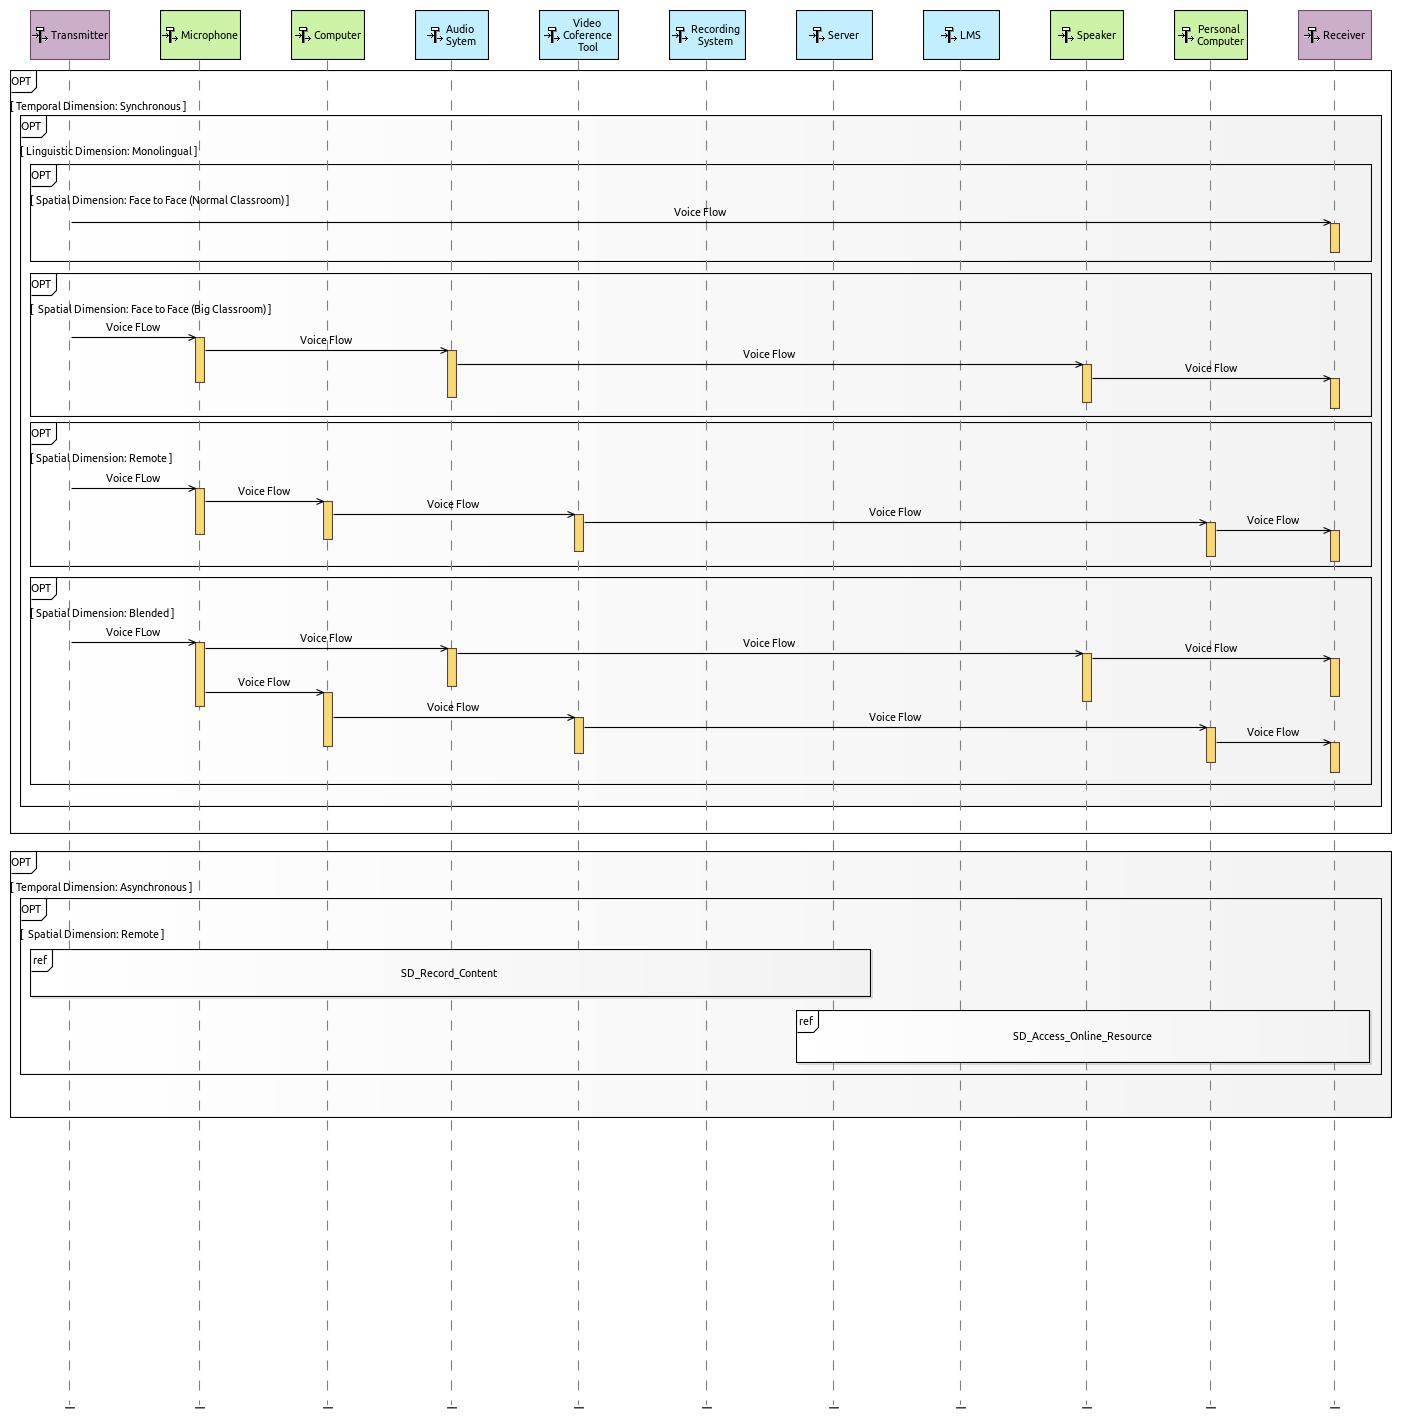 Transmitter
Microphone
Computer
Audio
Sytem
Video
Coference
Tool
Recording
System
Server
LMS
Speaker
Personal
Computer
Receiver
OPT
[ Temporal Dimension: Synchronous ]
OPT
[ Linguistic Dimension: Monolingual ]
OPT
[ Spatial Dimension: Face to Face (Normal Classroom) ]
Voice Flow
OPT
[ Spatial Dimension: Face to Face (Big Classroom) ]
Voice FLow
Voice Flow
Voice Flow
Voice Flow
OPT
[ Spatial Dimension: Remote ]
Voice FLow
Voice Flow
Voice Flow
Voice Flow
Voice Flow
OPT
[ Spatial Dimension: Blended ]
Voice FLow
Voice Flow
Voice Flow
Voice Flow
Voice Flow
Voice Flow
Voice Flow
Voice Flow
OPT
[ Temporal Dimension: Asynchronous ]
OPT
[ Spatial Dimension: Remote ]
ref
SD_Record_Content
ref
SD_Access_Online_Resource